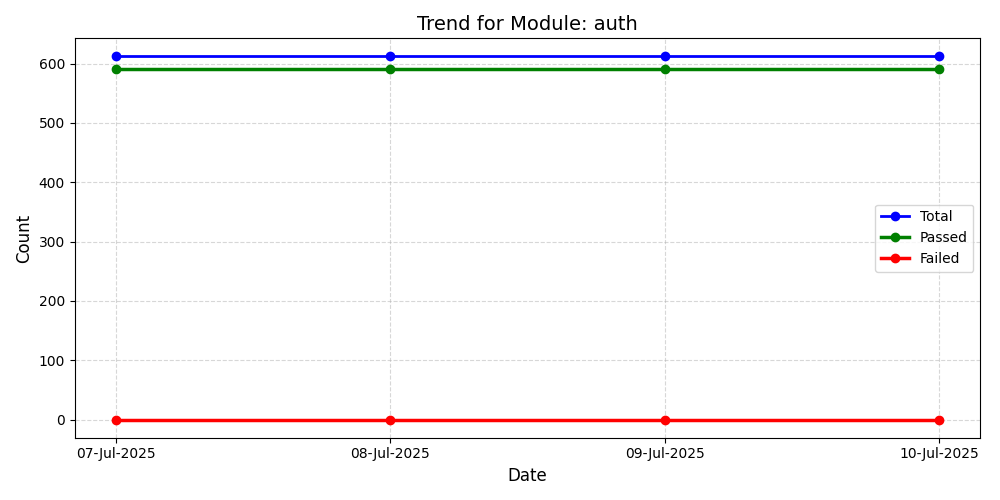 Trend for Module: auth
600
500
400
300
200
100
0
Count
Total
Passed
Failed
07-Jul-2025 08-Jul-2025 09-Jul-2025 10-Jul-2025
Date